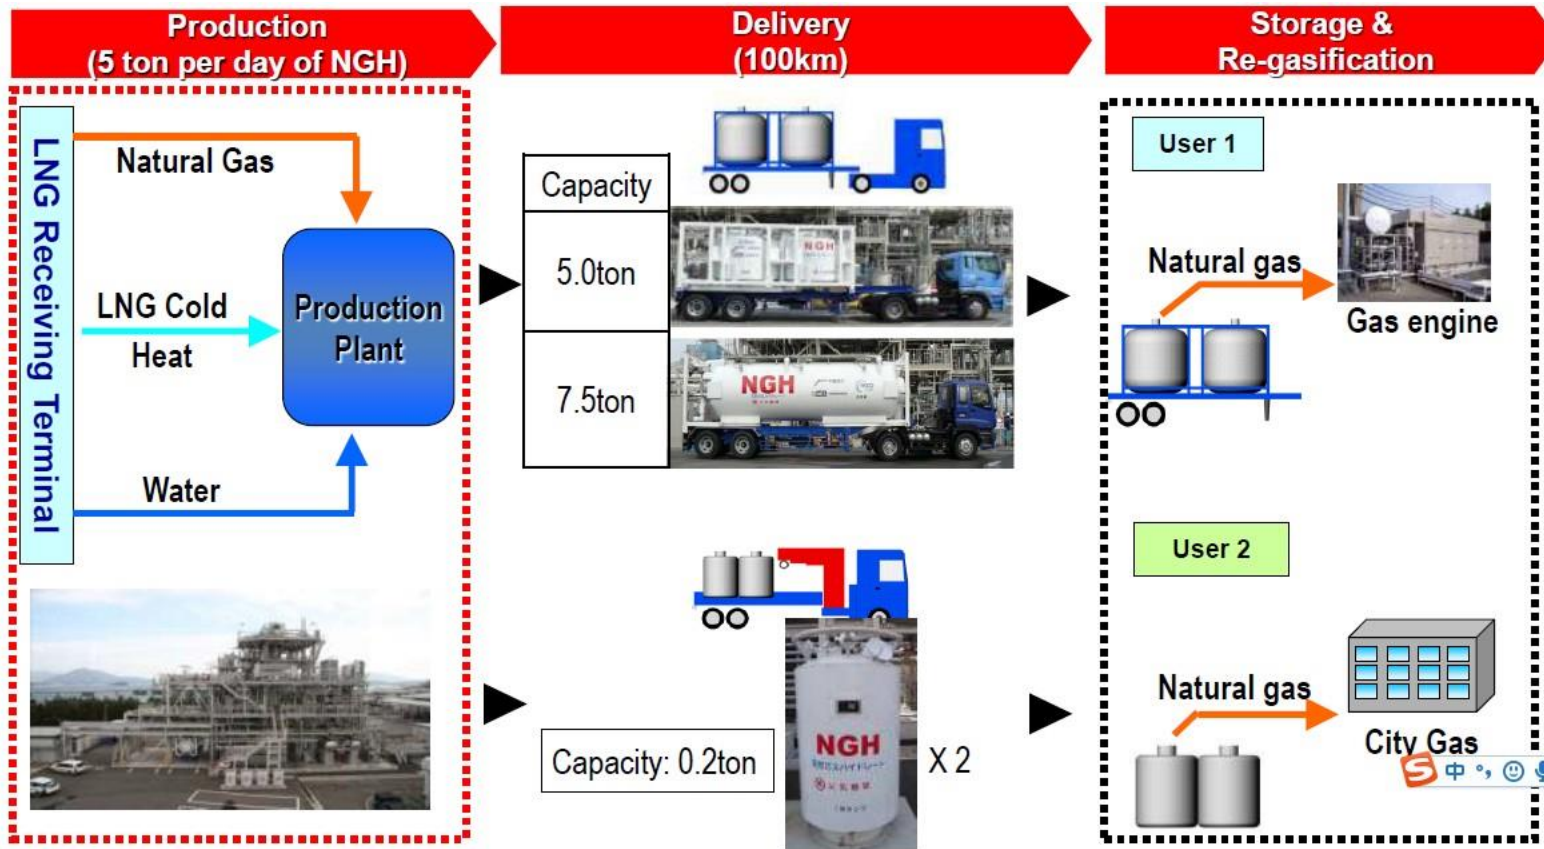 Production
(5 ton per day of NGH)
Delivery
(100km)
Storage &
Re-gasification
LNG Receiving Terminal
Natural Gas
LNG Cold
Heat
Production
Plant
Water
Capacity
5.0ton
NGH
7.5ton
NGH
Capacity: 0.2ton
NGH
X 2
User 1
Natural gas
Gas engine
User 2
Natural gas
City Gas
S中